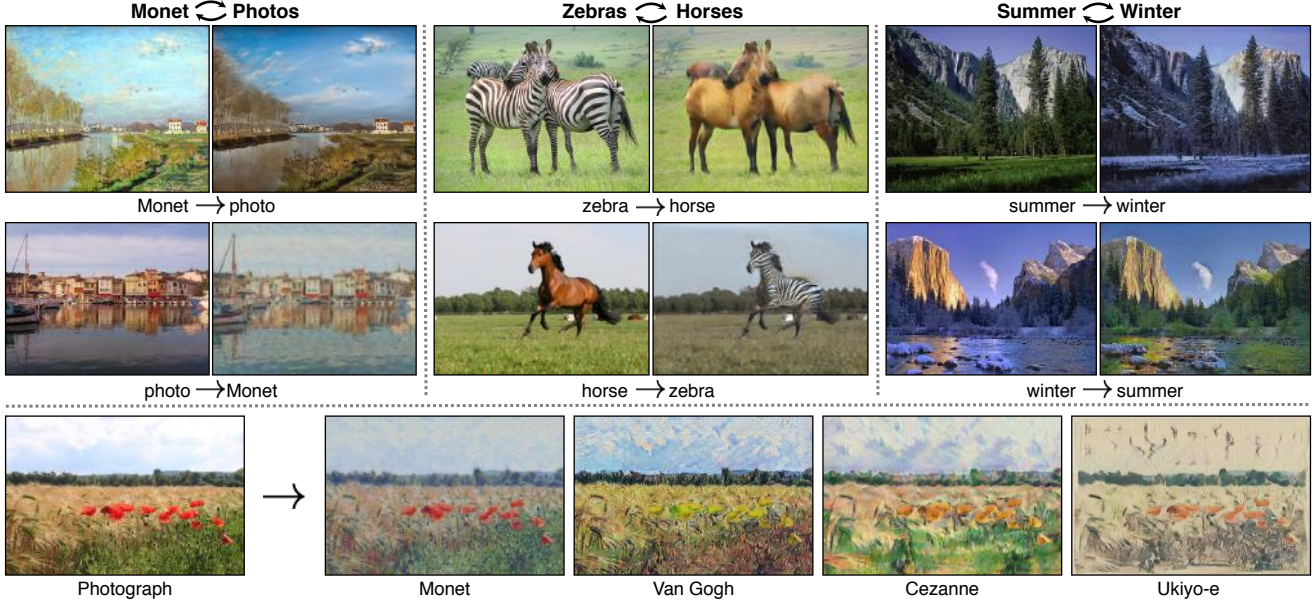 Monet Photos
Zebras Horses
Summer Winter
Monet → photo
zebra → horse
summer → winter
photo → Monet
horse → zebra
winter → summer
Photograph
Monet
Van Gogh
Cezanne
Ukiyo-e